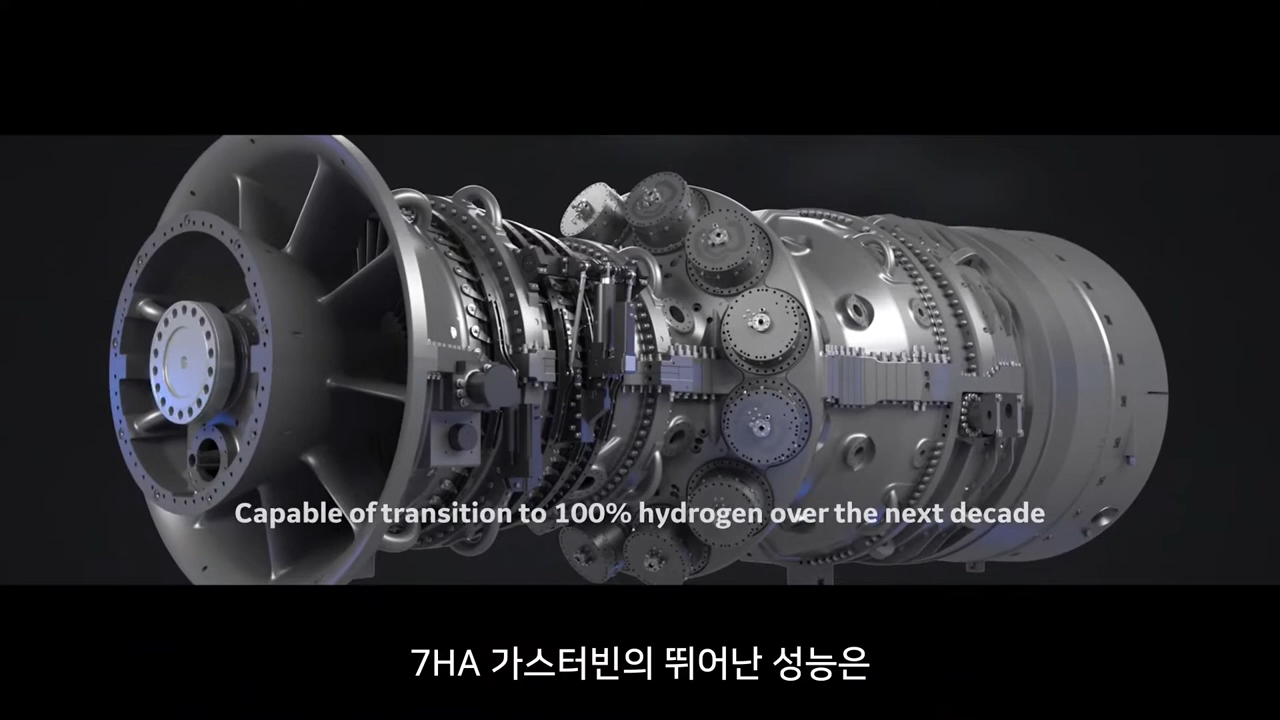 Capable of transition to 100% hydrogen over the next decade
7HA 가스터빈의 뛰어난 성능은